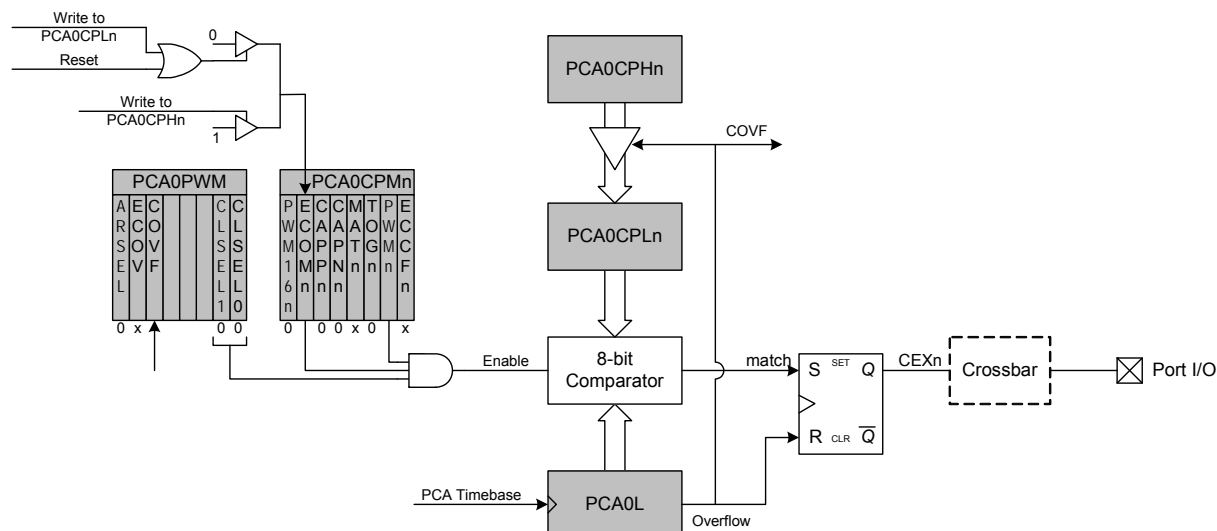 Write to
PCA0CPLn
Reset
0
Write to
PCA0CPHn
1
PCA0CPHn
COVF
PCA0PWM
ARSEL
ECOV
COVF
CLSEL1
CLSEL0
0 x 0 0
PCA0CPMn
PWM16n
ECOMn
CAPPn
CAPNn
MATn
TOGn
PWMn
ECCFn
0 0 0 x 0 x
PCA0CPLn
Enable
8-bit
Comparator
match
S SET Q
R CLR Q
CEXn
Crossbar
Port I/O
PCA Timebase
PCA0L
Overflow